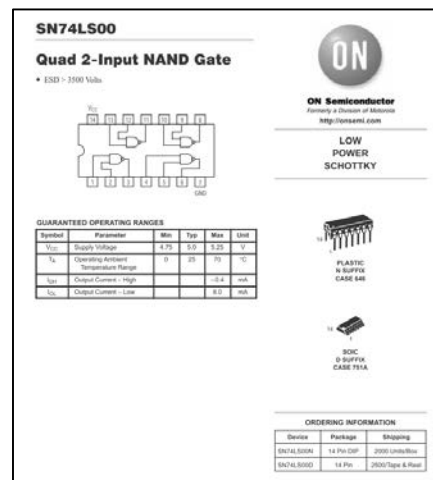 SN74LS00
Quad 2-Input NAND Gate
• ESD > 3500 Volts
VCC
14 13 12 11 10 9 8
1 2 3 4 5 6 7
GND
GUARANTEED OPERATING RANGES
Symbol Parameter Min Typ Max Unit
VCC Supply Voltage 4.75 5.0 5.25 V
TA Operating Ambient Temperature Range 0 25 70 °C
IOH Output Current – High –0.4 mA
IOL Output Current – Low 8.0 mA
ON
ON Semiconductor
Formerly a Division of Motorola
http://onsemi.com
LOW
POWER
SCHOTTKY
14
1
PLASTIC
N SUFFIX
CASE 646
14
1
SOIC
D SUFFIX
CASE 751A
ORDERING INFORMATION
Device Package Shipping
SN74LS00N 14 Pin DIP 2000 Units/Box
SN74LS00D 14 Pin 2500/Tape & Reel